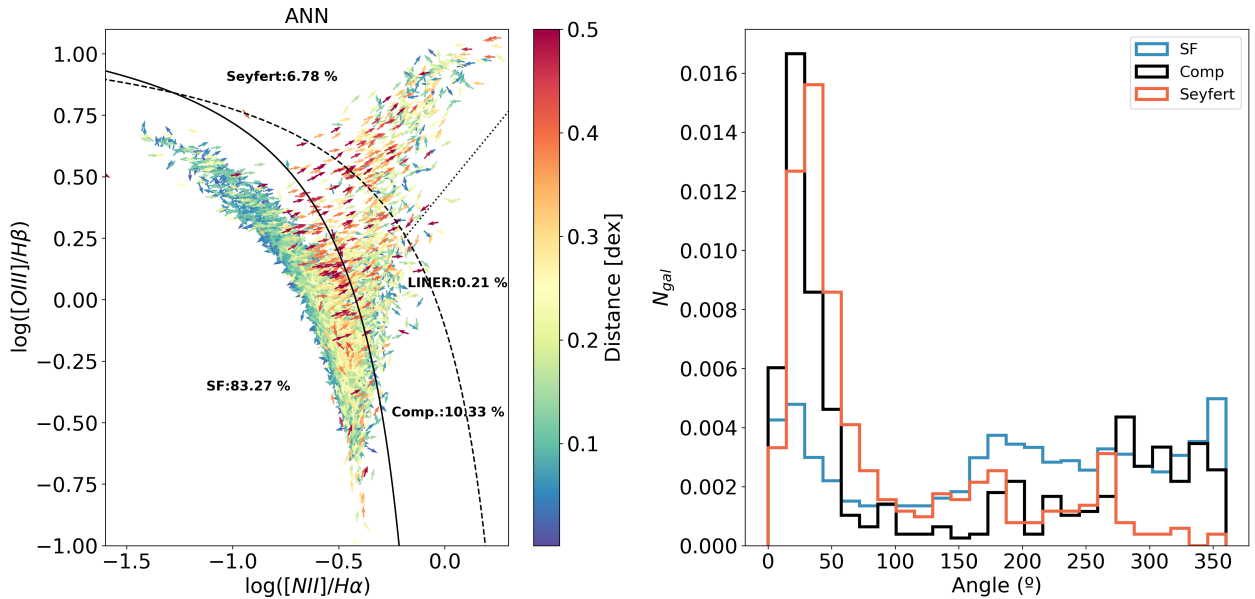 ANN
log([OIII]/Hβ)
1.00
0.75
0.50
0.25
0.00
−0.25
−0.50
−0.75
−1.00
Seyfert:6.78 %
LINER:0.21 %
SF:83.27 %
Comp.:10.33 %
−1.5 −1.0 −0.5 0.0
log([NII]/Hα)
0.5
0.4
0.3
0.2
0.1
Distance [dex]
N_gal
0.016
0.014
0.012
0.010
0.008
0.006
0.004
0.002
0.000
SF
Comp
Seyfert
0 50 100 150 200 250 300 350
Angle (º)